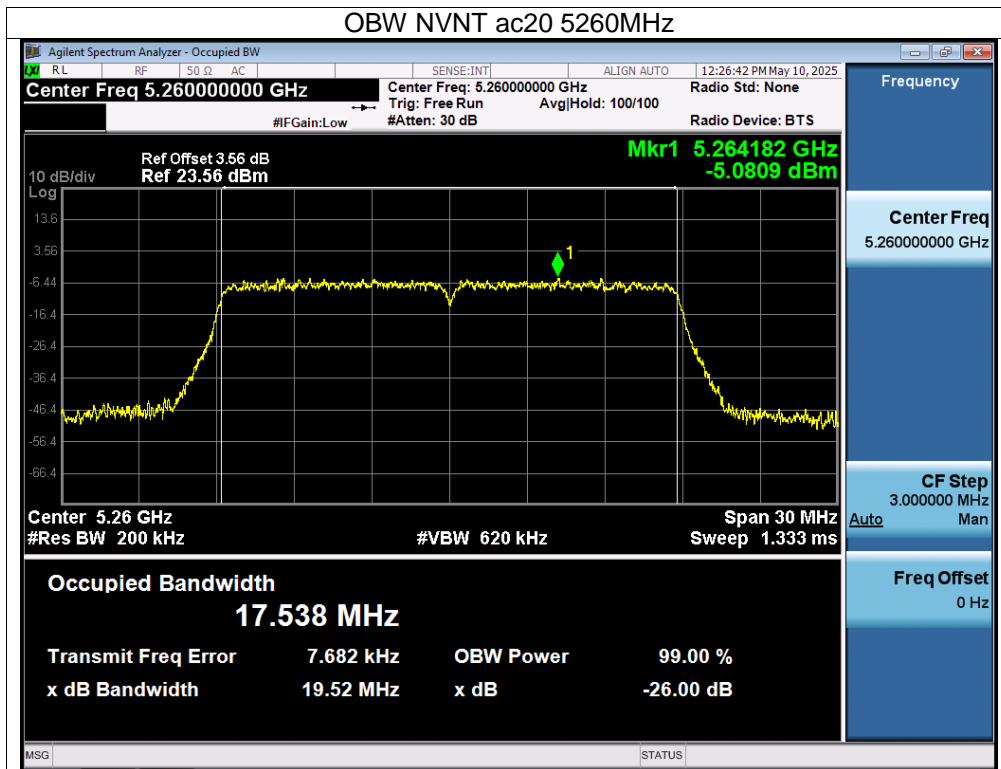 OBW NVNT ac20 5260MHz
Agilent Spectrum Analyzer - Occupied BW
LXI RL RF 50 Ω AC SENSE:INT ALIGN AUTO 12:26:42 PM May 10, 2025
Center Freq 5.260000000 GHz
Center Freq: 5.260000000 GHz
Radio Std: None
Trig: Free Run Avg|Hold: 100/100
#IFGain:Low
#Atten: 30 dB
Radio Device: BTS
Ref Offset 3.56 dB
Ref 23.56 dBm
10 dB/div
Log
Mkr1 5.264182 GHz
-5.0809 dBm
13.6
3.56
-6.44
-16.4
-26.4
-36.4
-46.4
-56.4
-66.4
1
Center 5.26 GHz
Span 30 MHz
#Res BW 200 kHz
#VBW 620 kHz
Sweep 1.333 ms
Occupied Bandwidth
17.538 MHz
Transmit Freq Error 7.682 kHz OBW Power 99.00 %
x dB Bandwidth 19.52 MHz x dB -26.00 dB
Frequency
Center Freq
5.260000000 GHz
CF Step
3.000000 MHz
Auto Man
Freq Offset
0 Hz
MSG
STATUS